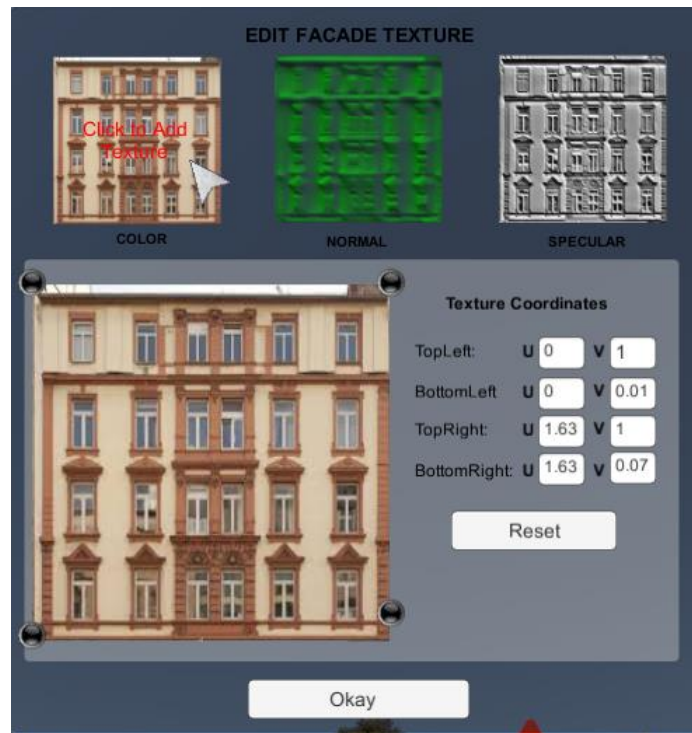 EDIT FACADE TEXTURE
Click to Add
Texture
COLOR
NORMAL
SPECULAR
Texture Coordinates
TopLeft: U 0 V 1
BottomLeft U 0 V 0.01
TopRight: U 1.63 V 1
BottomRight: U 1.63 V 0.07
Reset
Okay